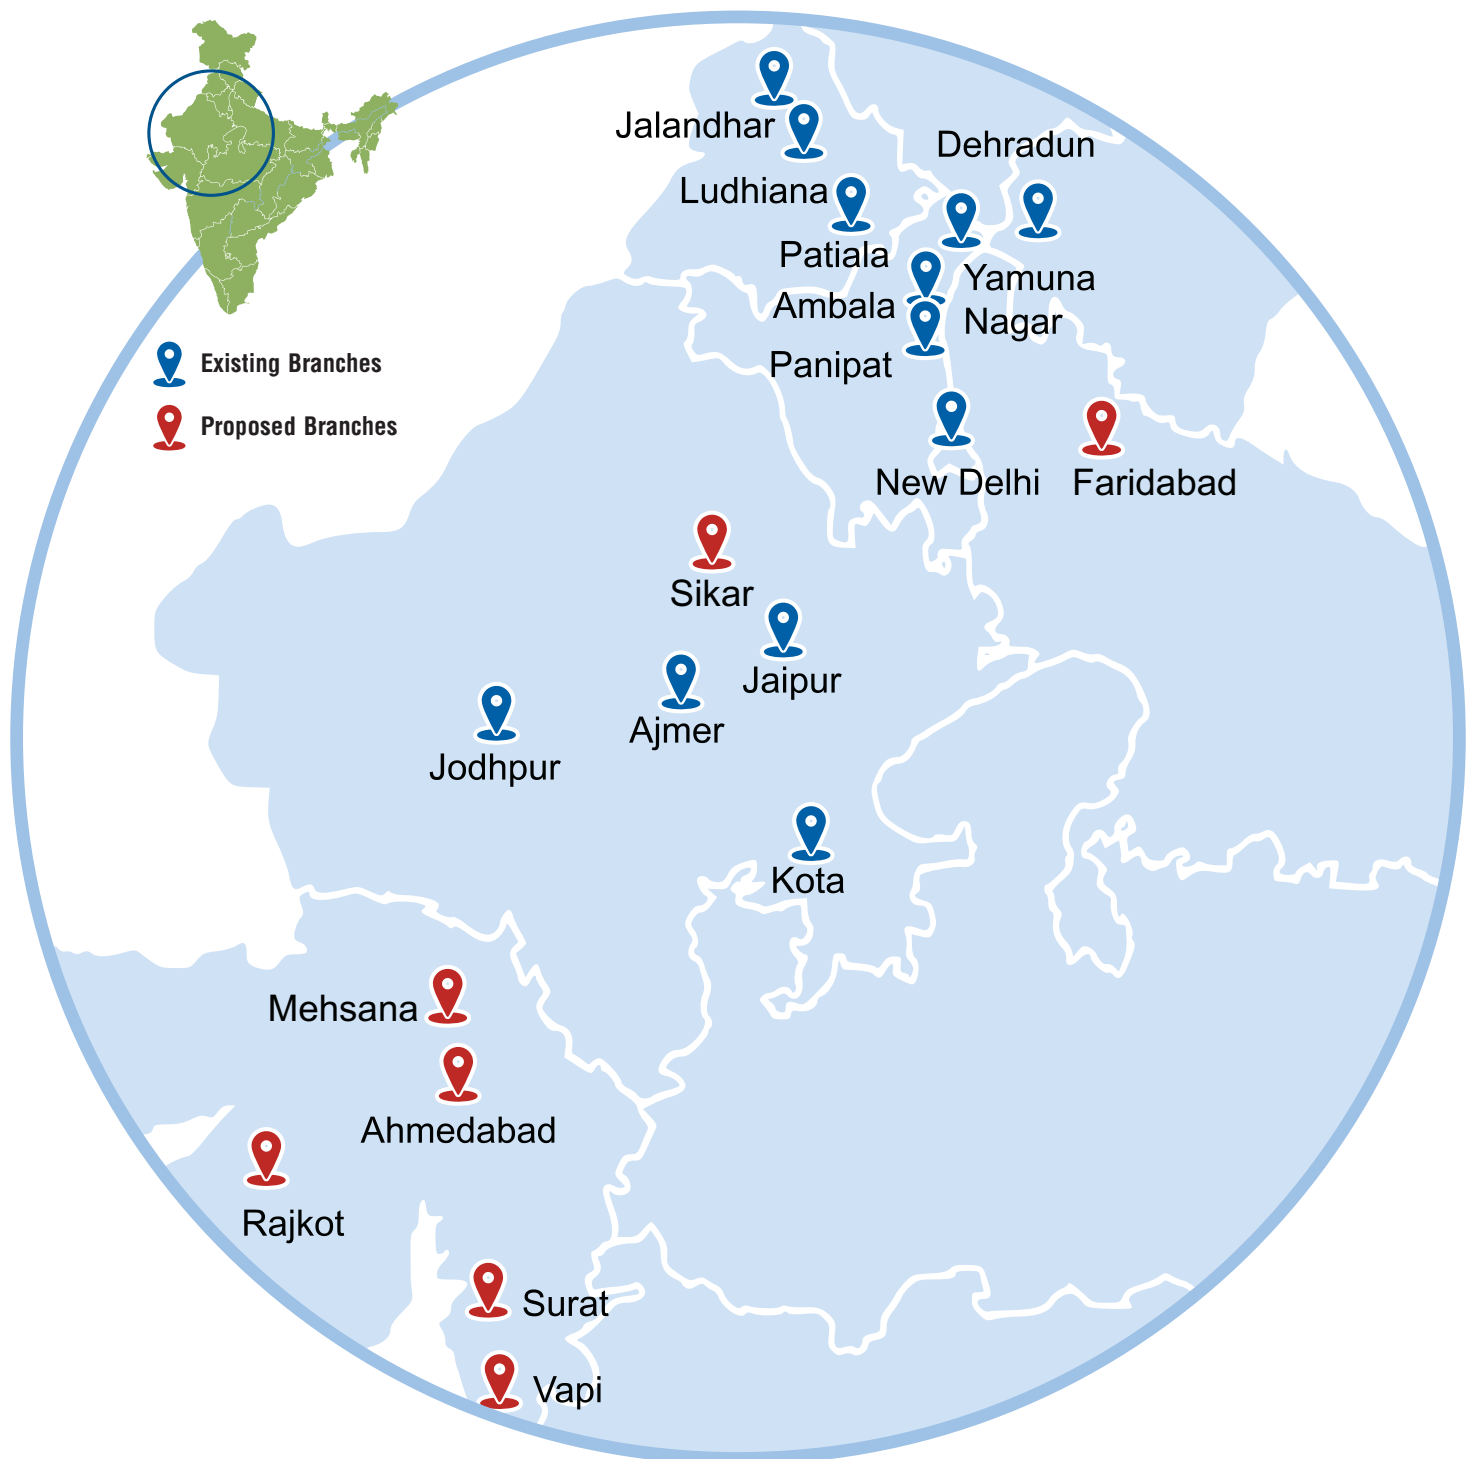 Jalandhar
Dehradun
Ludhiana
Patiala
Yamuna
Nagar
Ambala
Panipat
Existing Branches
Proposed Branches
New Delhi
Faridabad
Sikar
Jaipur
Ajmer
Jodhpur
Kota
Mehsana
Ahmedabad
Rajkot
Surat
Vapi